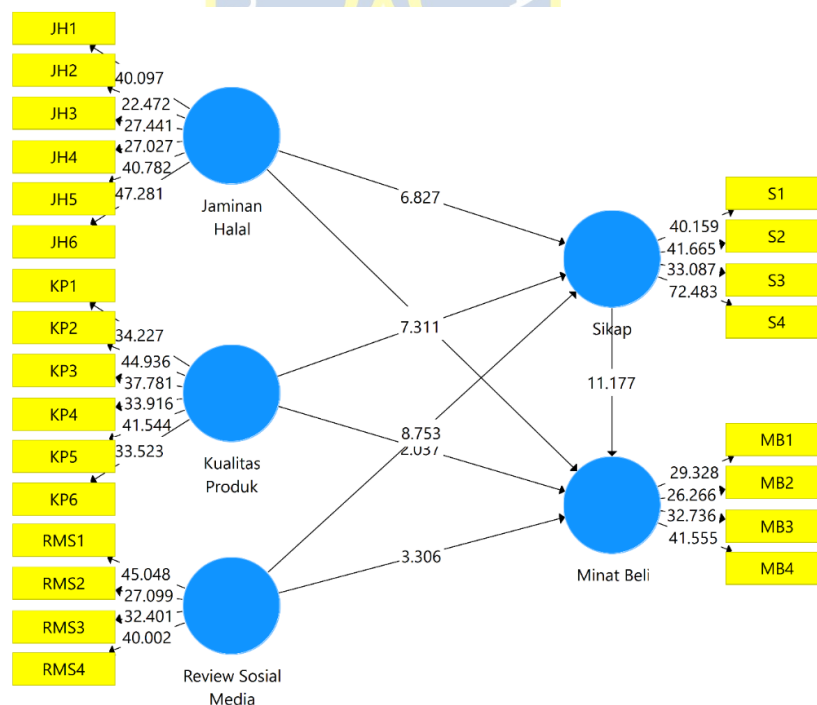 JH1
JH2
JH3
JH4
JH5
JH6
40.097
22.472
27.441
27.027
40.782
47.281
Jaminan
Halal
KP1
KP2
KP3
KP4
KP5
KP6
34.227
44.936
37.781
33.916
41.544
33.523
Kualitas
Produk
RMS1
RMS2
RMS3
RMS4
45.048
27.099
32.401
40.002
Review Sosial
Media
6.827
7.311
8.753
2.037
3.306
11.177
Sikap
40.159
41.665
33.087
72.483
S1
S2
S3
S4
Minat Beli
29.328
26.266
32.736
41.555
MB1
MB2
MB3
MB4